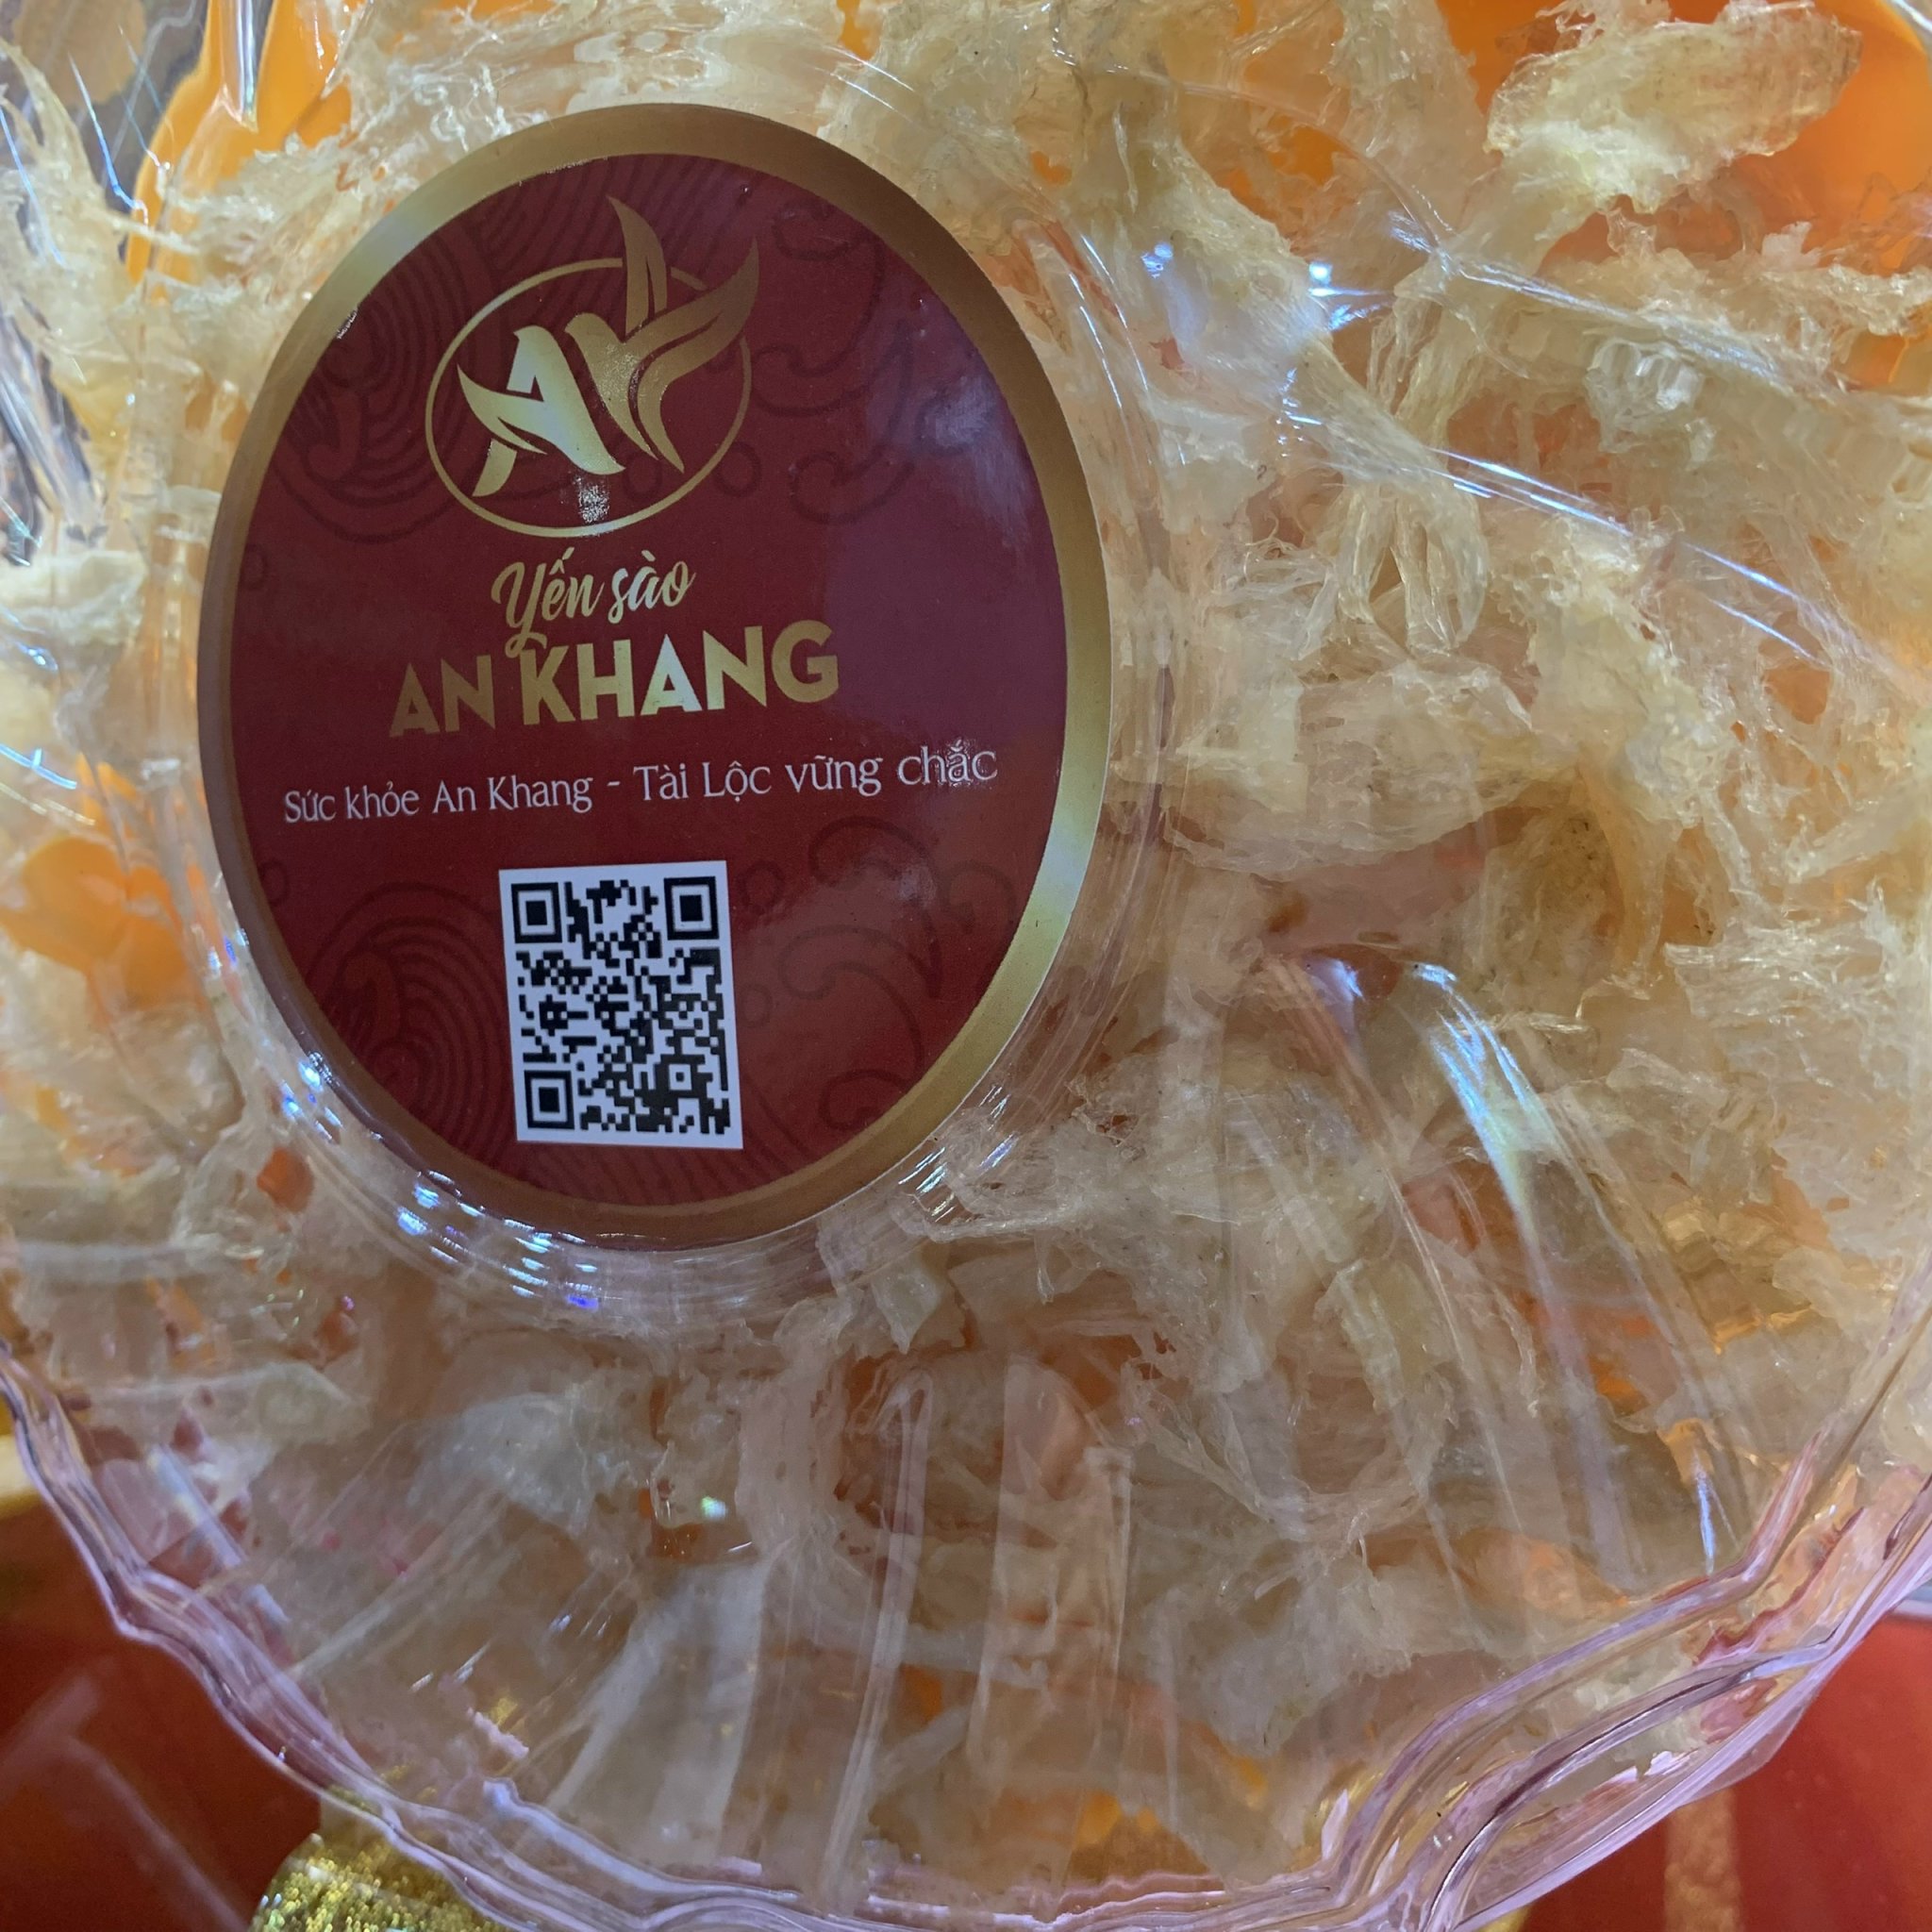 Yến sào
AN KHANG
Sức khỏe An Khang - Tài Lộc vững chắc